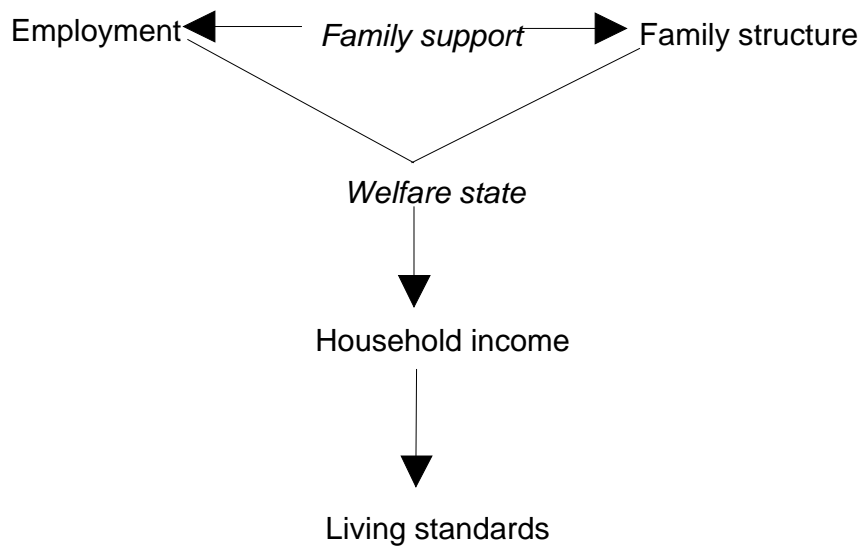 Employment Family support Family structure
Welfare state
Household income
Living standards